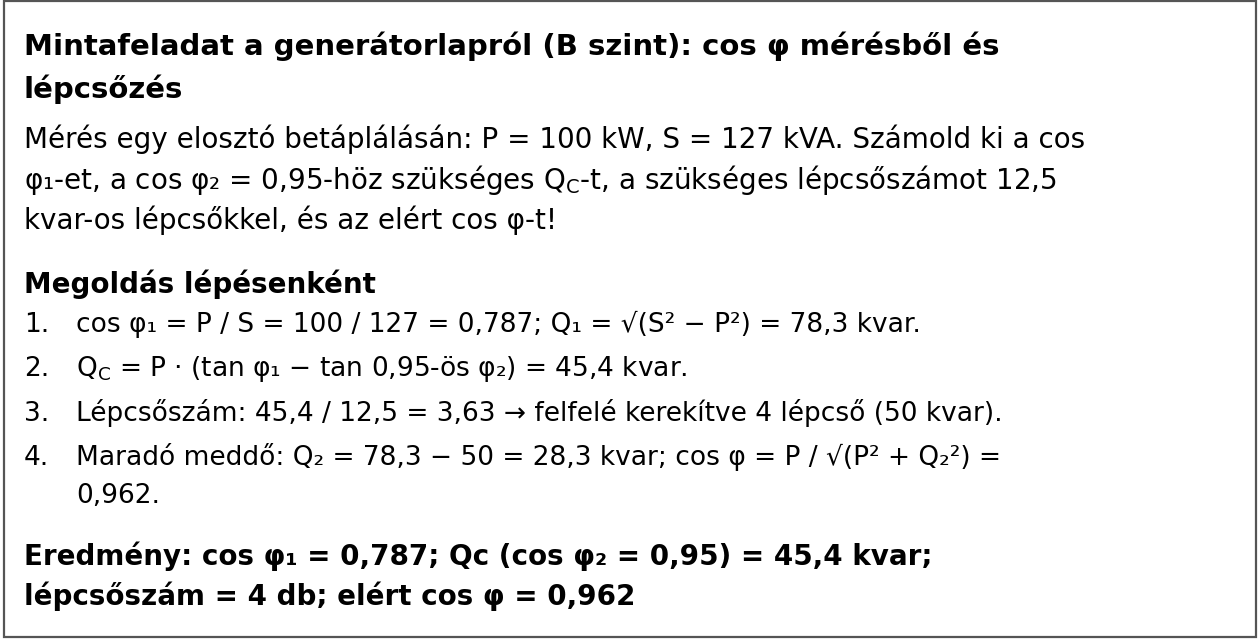 Mintafeladat a generátorlapról (B szint): cos φ mérésből és
lépcsőzés
Mérés egy elosztó betáplálásán: P = 100 kW, S = 127 kVA. Számold ki a cos
φ₁-et, a cos φ₂ = 0,95-höz szükséges Q_C-t, a szükséges lépcsőszámot 12,5
kvar-os lépcsőkkel, és az elért cos φ-t!
Megoldás lépésenként
1. cos φ₁ = P / S = 100 / 127 = 0,787; Q₁ = √(S² − P²) = 78,3 kvar.
2. Q_C = P · (tan φ₁ − tan 0,95-ös φ₂) = 45,4 kvar.
3. Lépcsőszám: 45,4 / 12,5 = 3,63 → felfelé kerekítve 4 lépcső (50 kvar).
4. Maradó meddő: Q₂ = 78,3 − 50 = 28,3 kvar; cos φ = P / √(P² + Q₂²) =
0,962.
Eredmény: cos φ₁ = 0,787; Qc (cos φ₂ = 0,95) = 45,4 kvar;
lépcsőszám = 4 db; elért cos φ = 0,962